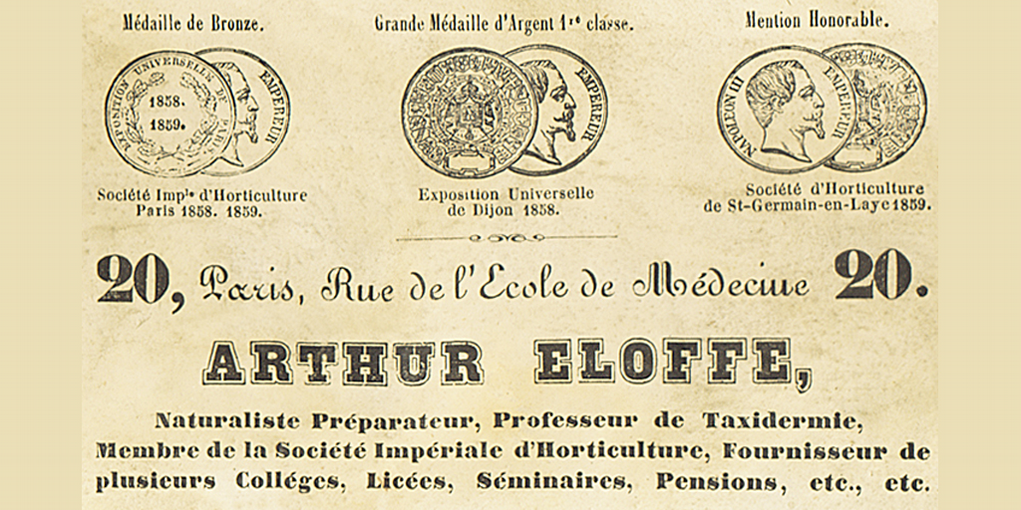 Médaille de Bronze.
Grande Médaille d'Argent 1re classe.
Mention Honorable.
EXPOSITION UNIVERSELLE DE PARIS
1858.
1859.
EMPEREUR
EMPEREUR
NAPOLEON III EMPEREUR
Société Imple d'Horticulture
Paris 1858. 1859.
Exposition Universelle
de Dijon 1858.
Société d'Horticulture
de St-Germain-en-Laye 1859.
20, Paris, Rue de l'Ecole de Médecine 20.
ARTHUR ELOFFE,
Naturaliste Préparateur, Professeur de Taxidermie,
Membre de la Société Impériale d'Horticulture, Fournisseur de
plusieurs Colléges, Licées, Séminaires, Pensions, etc., etc.